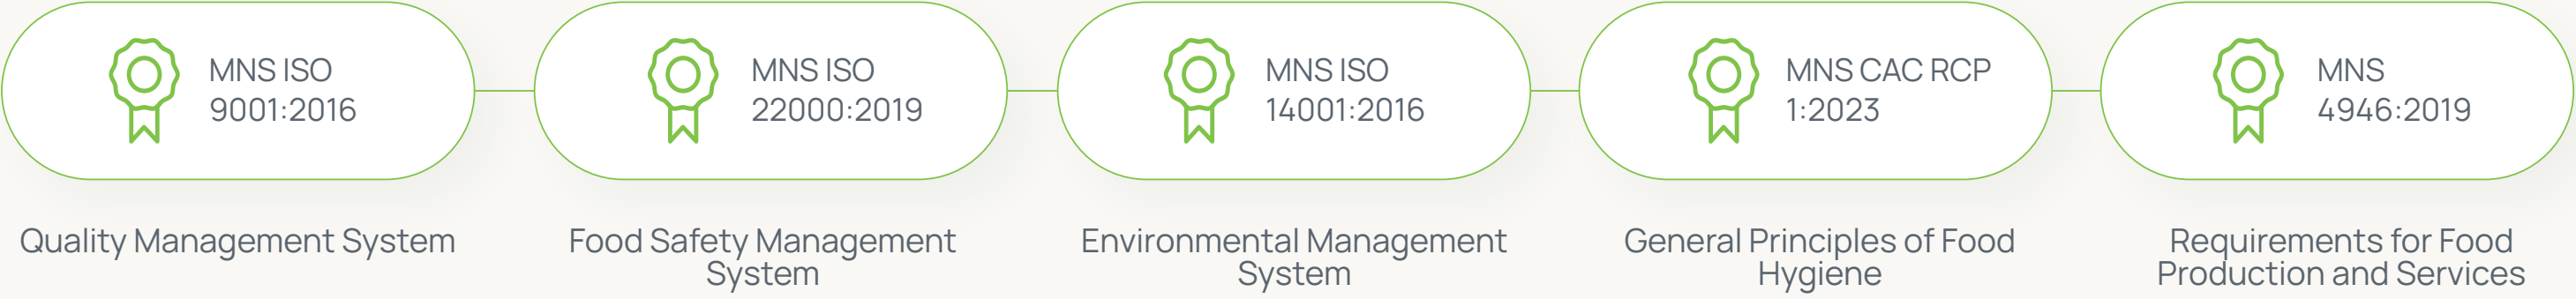 MNS ISO
9001:2016
Quality Management System
MNS ISO
22000:2019
Food Safety Management
System
MNS ISO
14001:2016
Environmental Management
System
MNS CAC RCP
1:2023
General Principles of Food
Hygiene
MNS
4946:2019
Requirements for Food
Production and Services